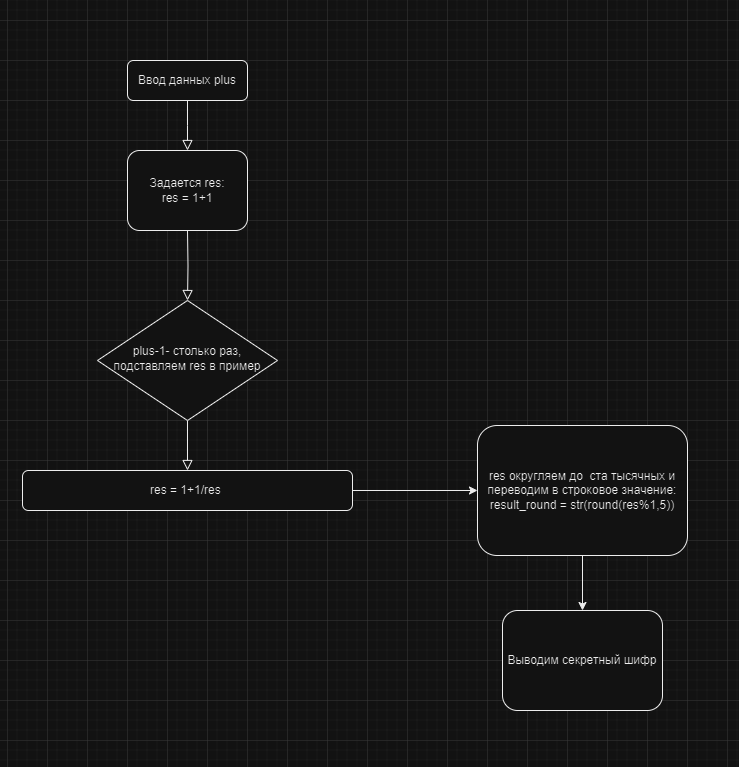 Ввод данных plus
Задается res:
res = 1+1
plus-1- столько раз,
подставляем res в пример
res = 1+1/res
res округляем до ста тысячных и
переводим в строковое значение:
result_round = str(round(res%1,5))
Выводим секретный шифр